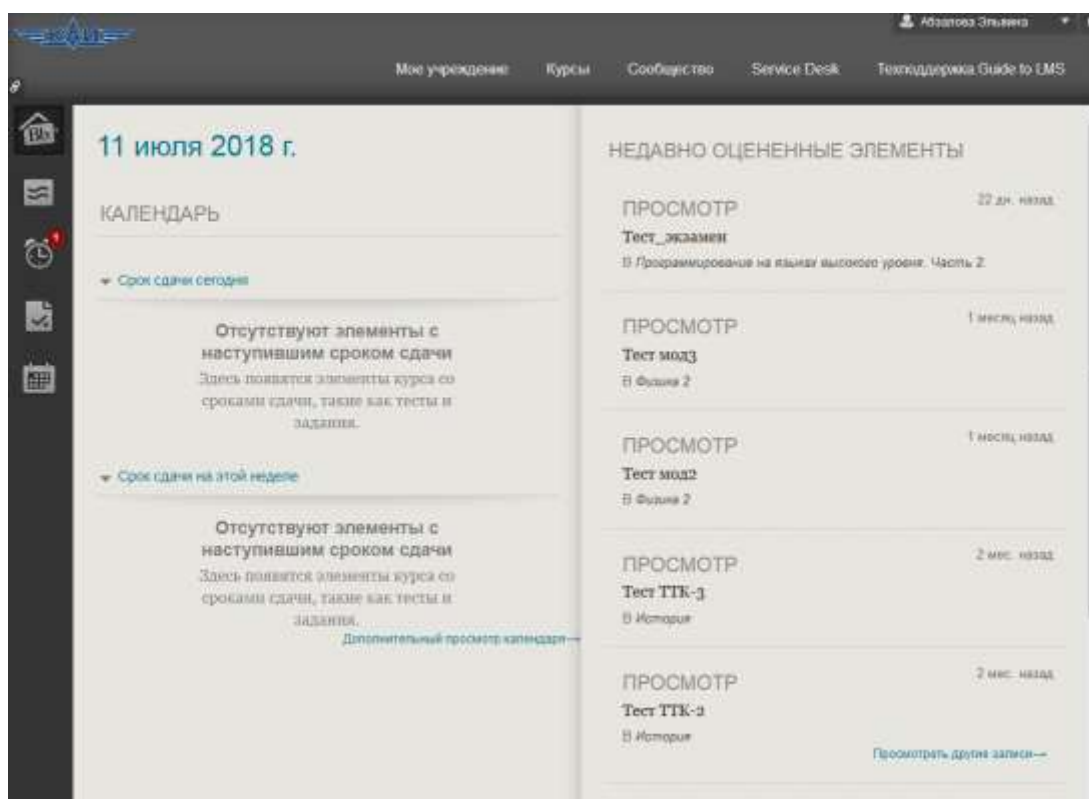 КАИ
Абзалова Эльвина
Мое учреждение Курсы Сообщество Service Desk Техподдержка Guide to LMS
Bb
1
11 июля 2018 г.
КАЛЕНДАРЬ
Срок сдачи сегодня
Отсутствуют элементы с
наступившим сроком сдачи
Здесь появятся элементы курса со
сроками сдачи, такие как тесты и
задания.
Срок сдачи на этой неделе
Отсутствуют элементы с
наступившим сроком сдачи
Здесь появятся элементы курса со
сроками сдачи, такие как тесты и
задания.
Дополнительный просмотр календаря→
НЕДАВНО ОЦЕНЕННЫЕ ЭЛЕМЕНТЫ
22 дн. назад
ПРОСМОТР
Тест_экзамен
В Программирование на языках высокого уровня. Часть 2.
1 месяц назад
ПРОСМОТР
Тест мод3
В Физика 2
1 месяц назад
ПРОСМОТР
Тест мод2
В Физика 2
2 мес. назад
ПРОСМОТР
Тест ТТК-3
В История
2 мес. назад
ПРОСМОТР
Тест ТТК-2
В История
Просмотреть другие записи→